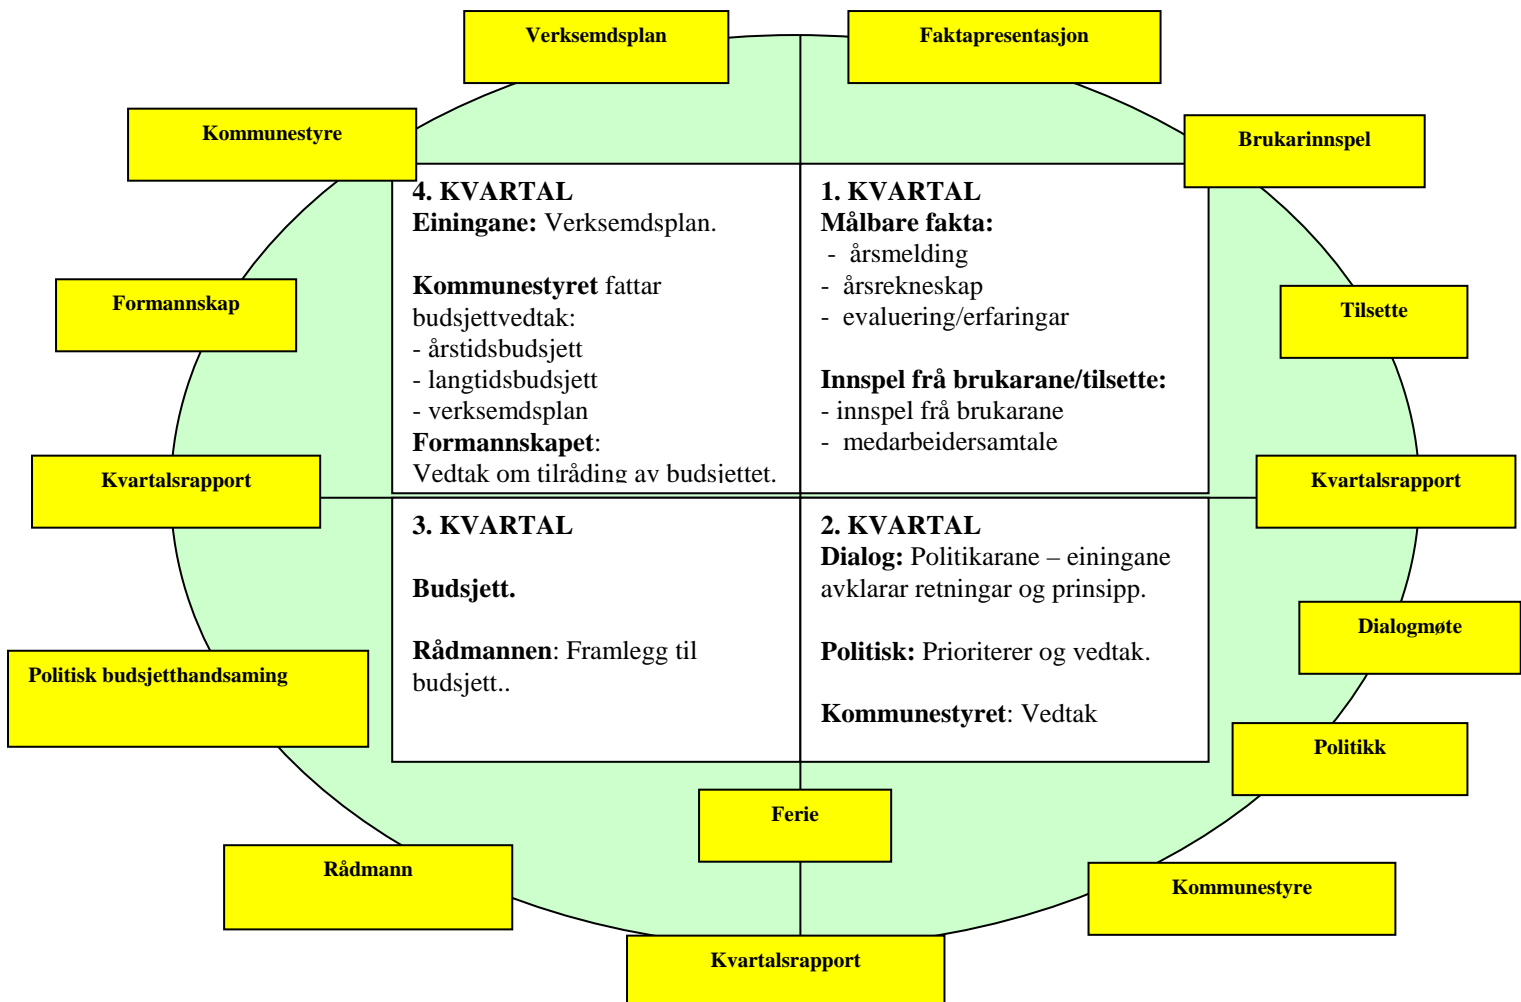 Verksemdsplan
Faktapresentasjon
Kommunestyre
Brukarinnspel
4. KVARTAL
Einingane: Verksemdsplan.
Kommunestyret fattar
budsjettvedtak:
- årstidsbudsjett
- langtidsbudsjett
- verksemdsplan
Formannskapet:
Vedtak om tilråding av budsjettet.
1. KVARTAL
Målbare fakta:
- årsmelding
- årsrekneskap
- evaluering/erfaringar
Innspel frå brukarane/tilsette:
- innspel frå brukarane
- medarbeidersamtale
Formannskap
Tilsette
Kvartalsrapport
Kvartalsrapport
3. KVARTAL
Budsjett.
Rådmannen: Framlegg til
budsjett..
2. KVARTAL
Dialog: Politikarane – einingane
avklarar retningar og prinsipp.
Politisk: Prioriterer og vedtak.
Kommunestyret: Vedtak
Dialogmøte
Politisk budsjetthandsaming
Politikk
Ferie
Rådmann
Kommunestyre
Kvartalsrapport